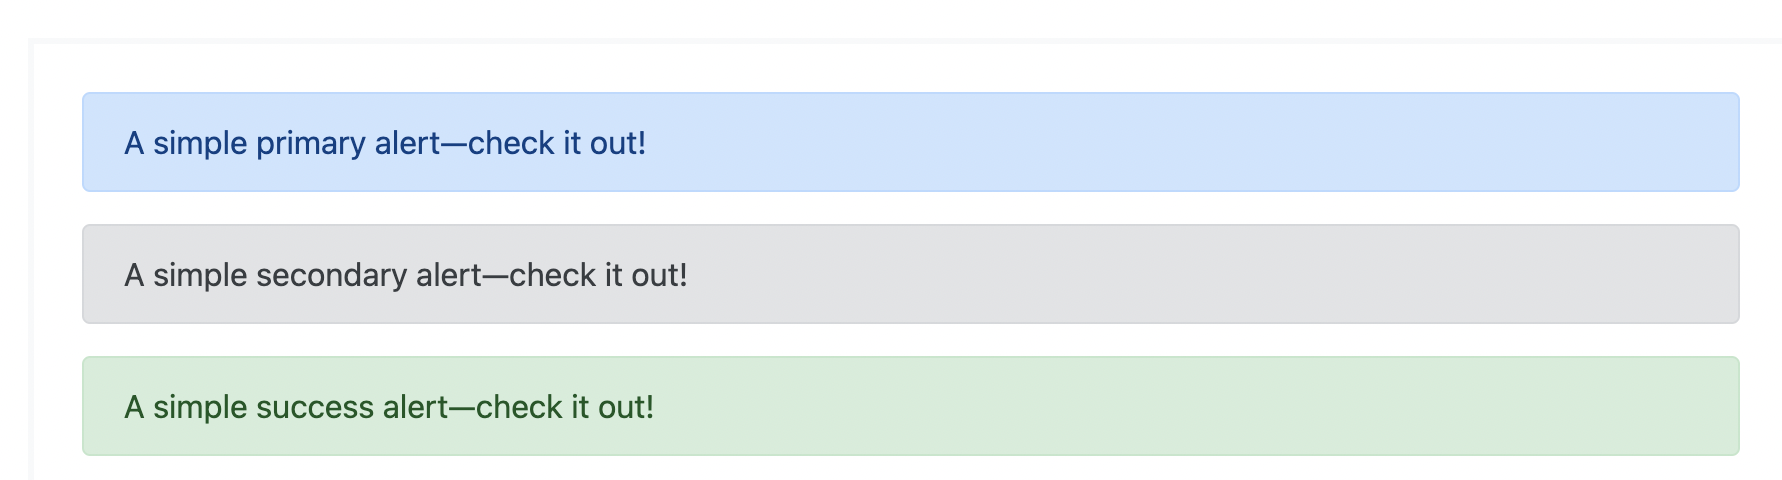 A simple primary alert—check it out!
A simple secondary alert—check it out!
A simple success alert—check it out!